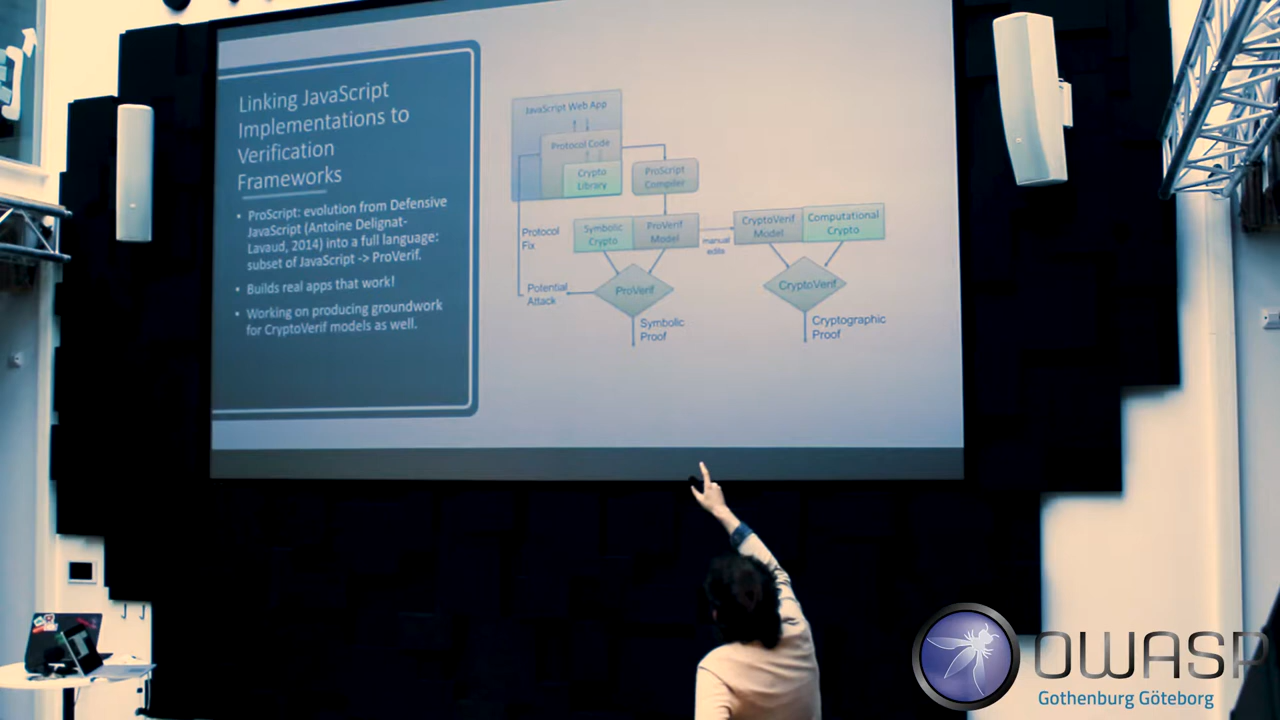 Linking JavaScript
Implementations to
Verification
Frameworks
• ProScript: evolution from Defensive
JavaScript (Antoine Delignat-
Lavaud, 2014) into a full language:
subset of JavaScript -> ProVerif.
• Builds real apps that work!
• Working on producing groundwork
for CryptoVerif models as well.
JavaScript Web App
Protocol Code
Crypto
Library
ProScript
Compiler
Protocol
Fix
Symbolic
Crypto
ProVerif
Model
manual
edits
CryptoVerif
Model
Computational
Crypto
Potential
Attack
ProVerif
CryptoVerif
Symbolic
Proof
Cryptographic
Proof
OWASP
Gothenburg Göteborg